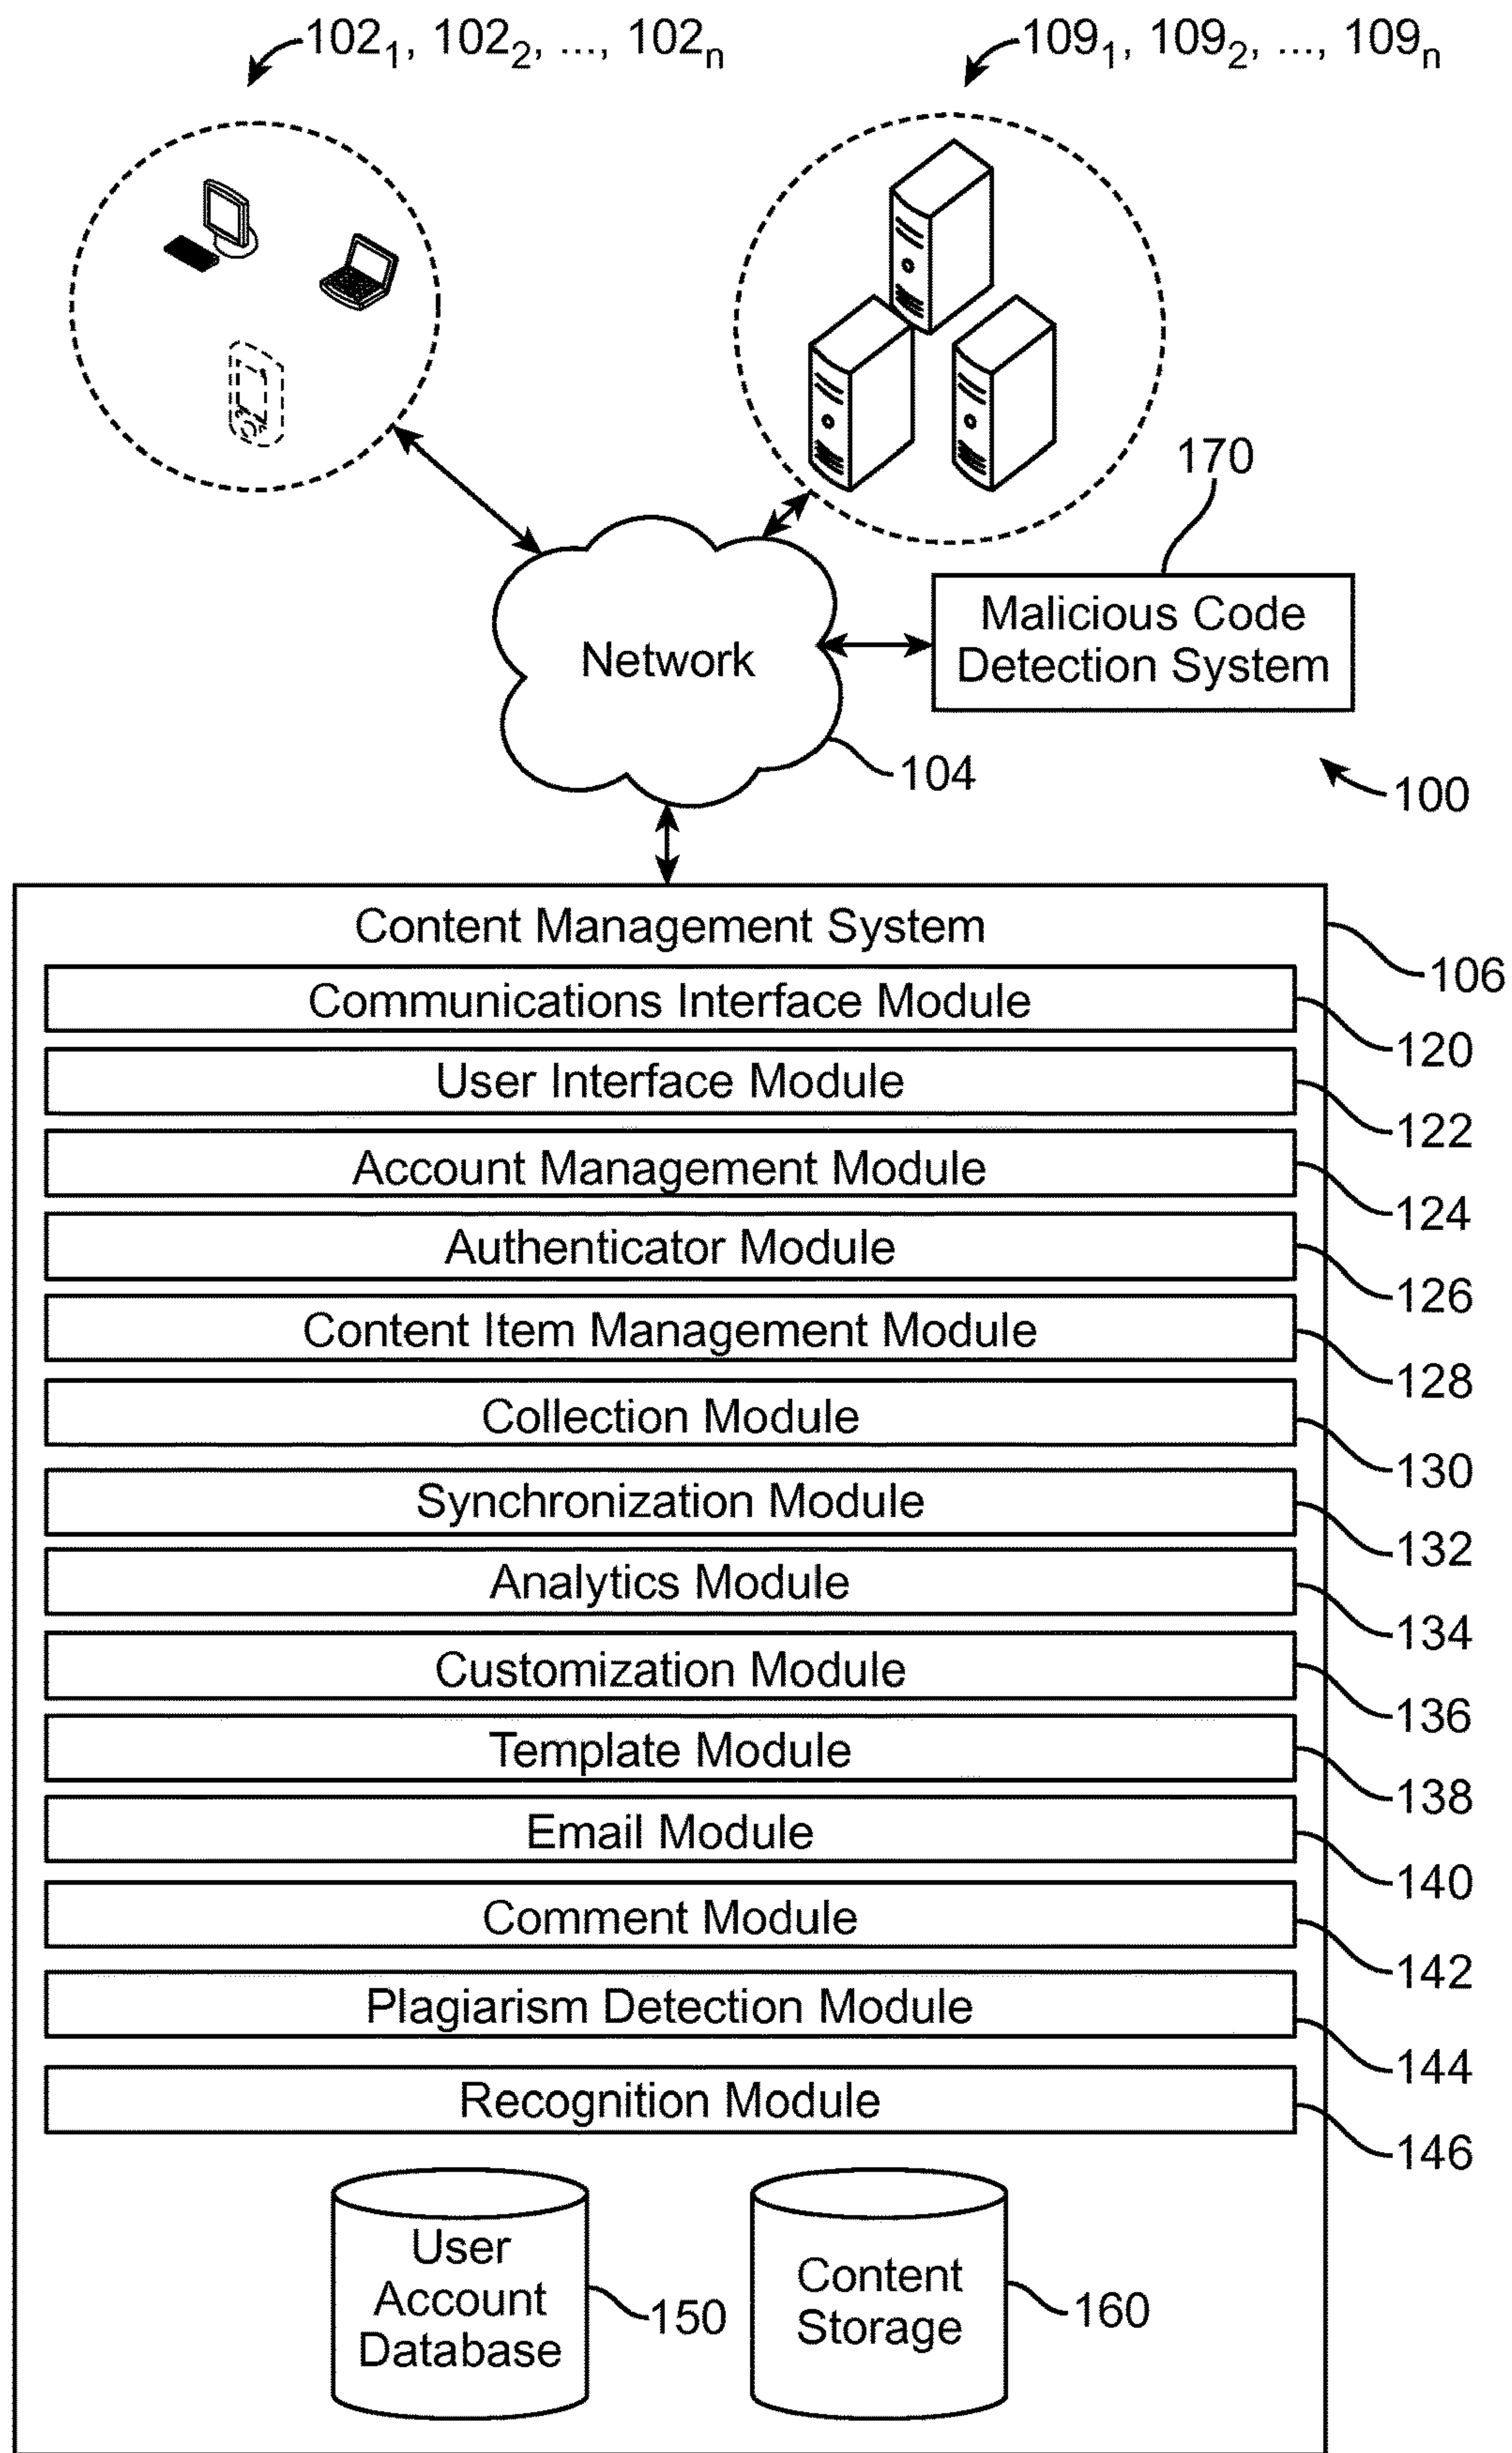 102₁, 102₂, ..., 102ₙ
109₁, 109₂, ..., 109ₙ
170
Malicious Code
Detection System
Network
104
100
Content Management System
106
Communications Interface Module
120
User Interface Module
122
Account Management Module
124
Authenticator Module
126
Content Item Management Module
128
Collection Module
130
Synchronization Module
132
Analytics Module
134
Customization Module
136
Template Module
138
Email Module
140
Comment Module
142
Plagiarism Detection Module
144
Recognition Module
146
User
Account
Database
150
Content
Storage
160